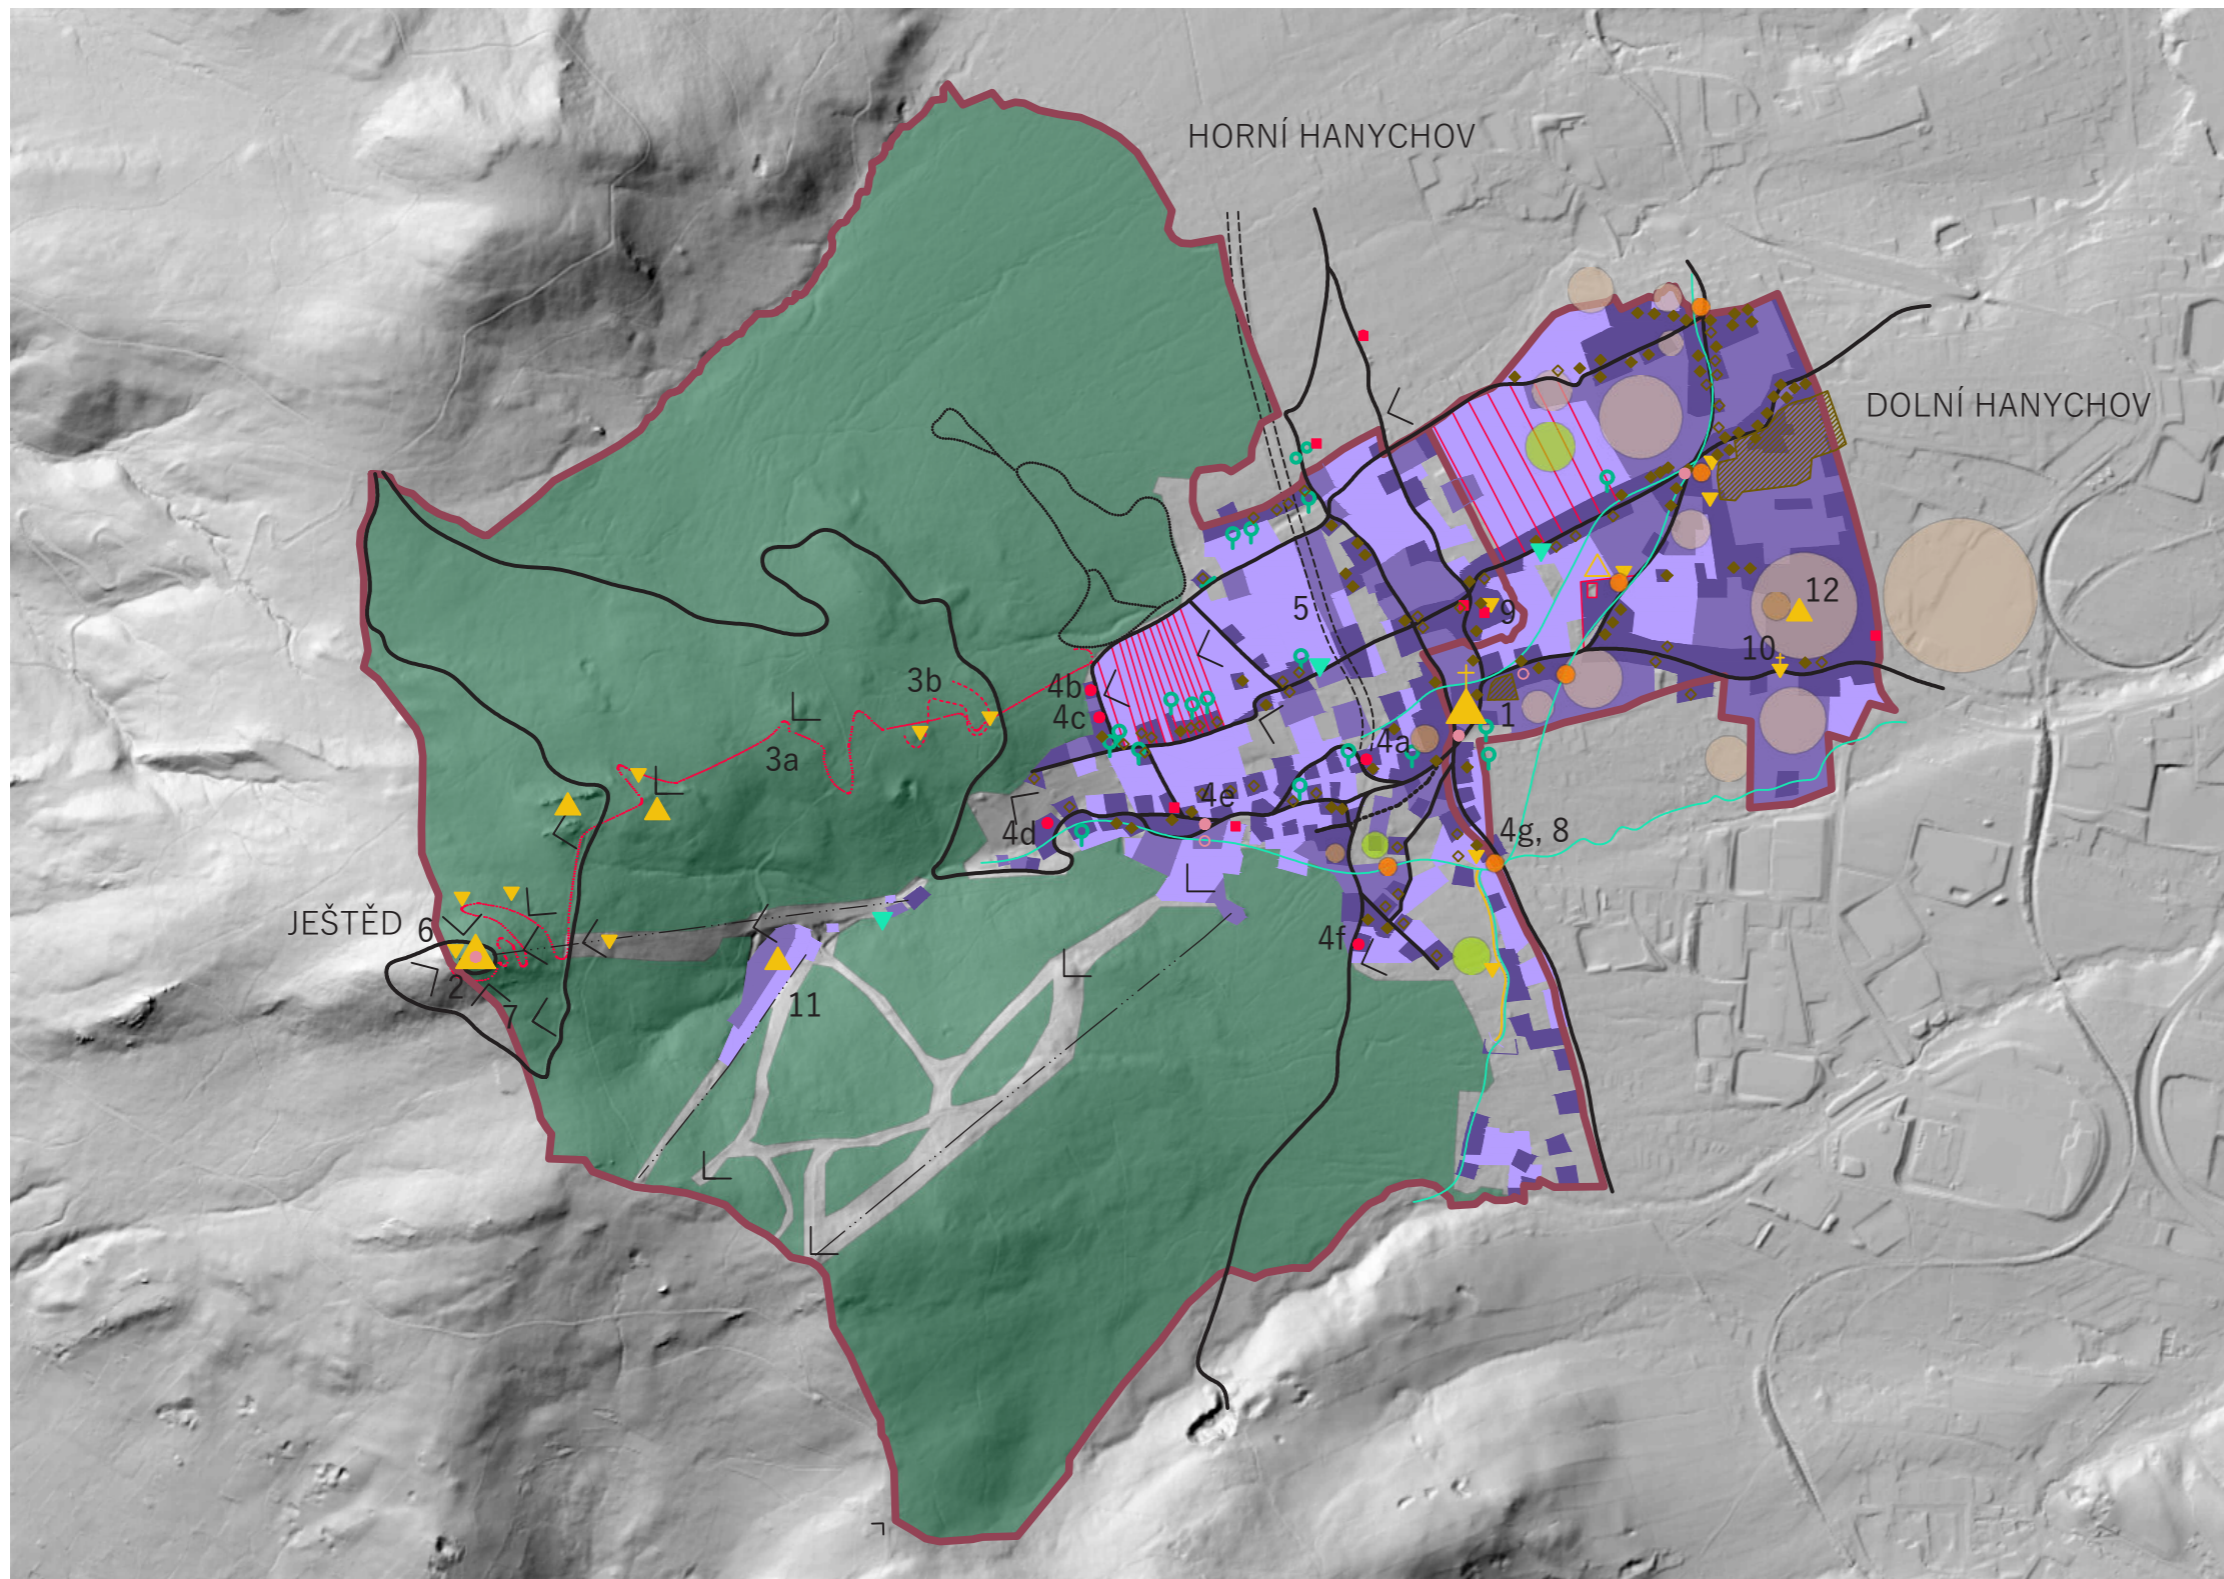 HORNÍ HANYCHOV
DOLNÍ HANYCHOV
12
5
9
10
3b
4b
4c
1
4a
3a
4e
4d
4g, 8
JEŠTĚD
6
4f
2
7
11